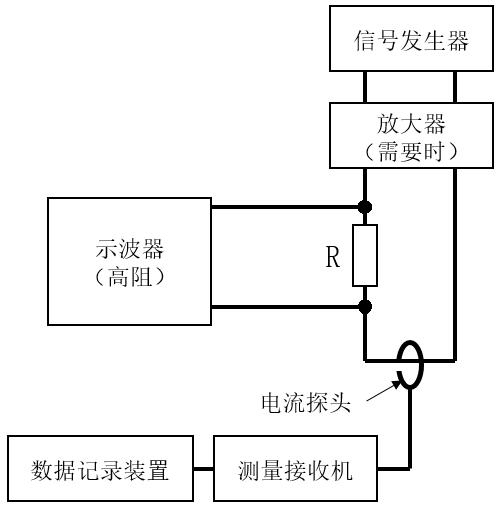 信号发生器
放大器
（需要时）
示波器
（高阻）
R
电流探头
数据记录装置
测量接收机